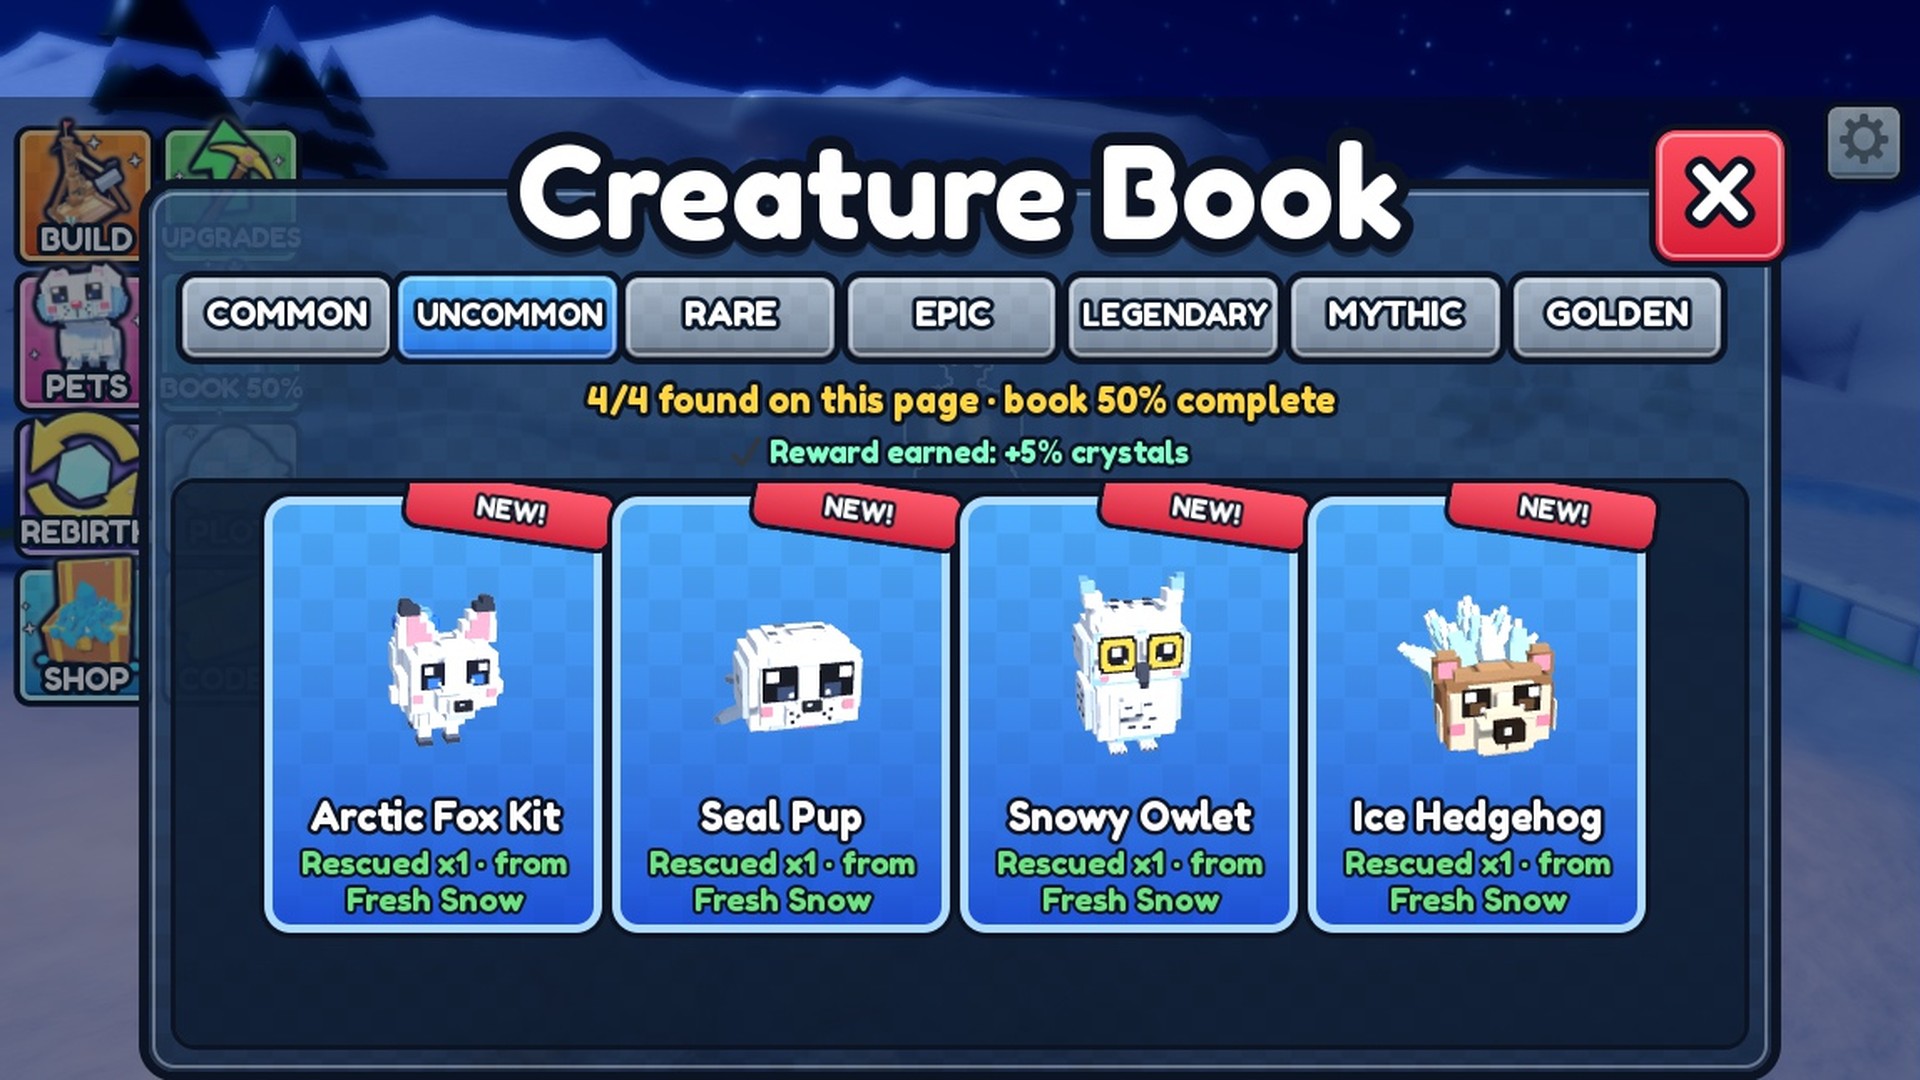 Creature Book
COMMON
UNCOMMON
RARE
EPIC
LEGENDARY
MYTHIC
GOLDEN
4/4 found on this page · book 50% complete
Reward earned: +5% crystals
NEW!
NEW!
NEW!
NEW!
Arctic Fox Kit
Rescued x1 · from
Fresh Snow
Seal Pup
Rescued x1 · from
Fresh Snow
Snowy Owlet
Rescued x1 · from
Fresh Snow
Ice Hedgehog
Rescued x1 · from
Fresh Snow
BUILD
UPGRADES
PETS
BOOK 50%
REBIRTH
PLO
SHOP
CODE